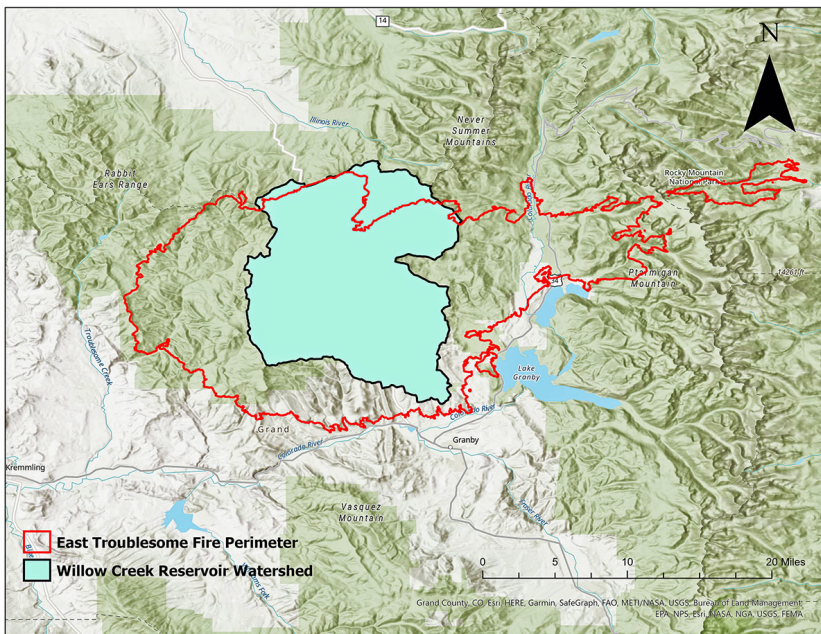 14
N
Illinois River
Never
Summer
Mountains
Rabbit
Ears Range
Rocky Mountain
National Park
Colorado River
14261 ft
34
Ptarmigan
Mountain
Troublesome Creek
Lake
Granby
Colorado River
Grand
Granby
Colorado River
Kremmling
Vasquez
Mountain
Fraser River
East Troublesome Fire Perimeter
Willow Creek Reservoir Watershed
0 5 10 20 Miles
Grand County, CO, Esri, HERE, Garmin, SafeGraph, FAO, METI/NASA, USGS, Bureau of Land Management,
EPA, NPS, Esri, NASA, NGA, USGS, FEMA